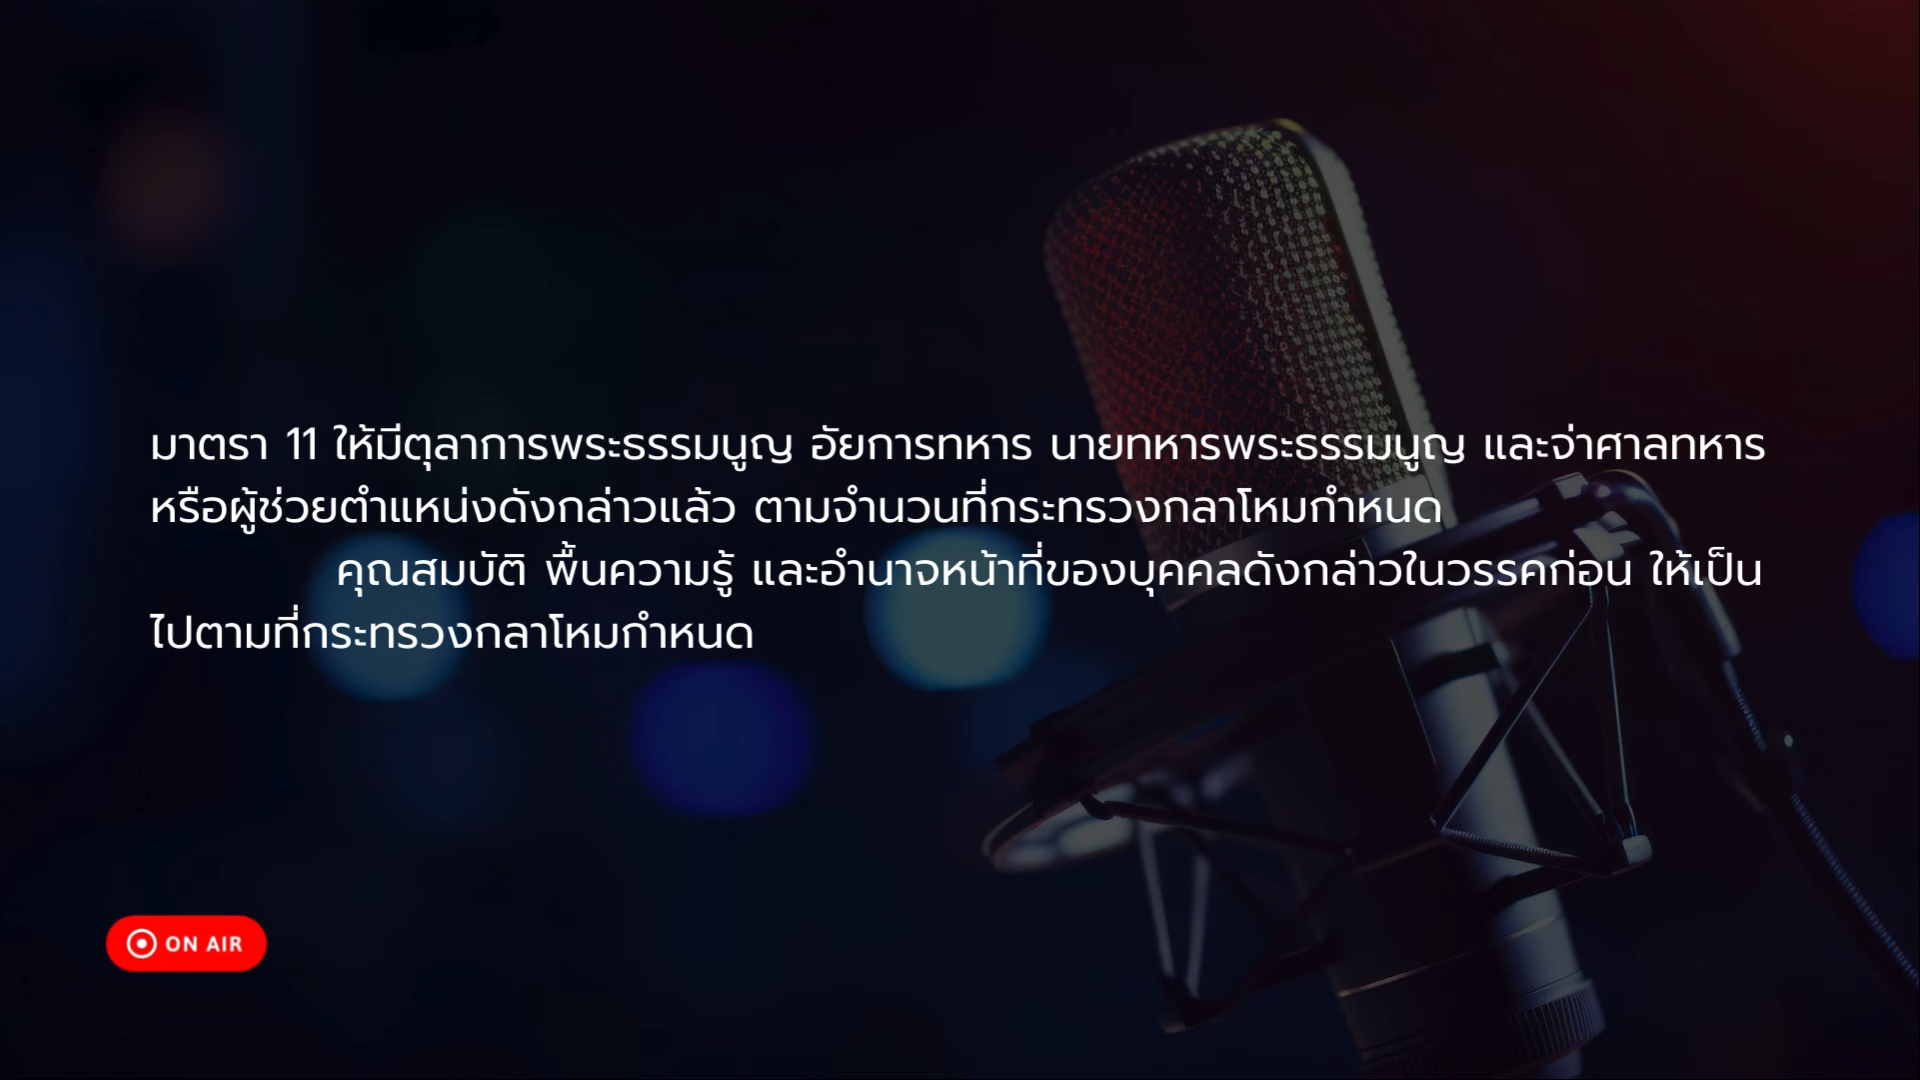 มาตรา 11 ให้มีตุลาการพระธรรมนูญ อัยการทหาร นายทหารพระธรรมนูญ และจ่าศาลทหาร
หรือผู้ช่วยตำแหน่งดังกล่าวแล้ว ตามจำนวนที่กระทรวงกลาโหมกำหนด
คุณสมบัติ พื้นความรู้ และอำนาจหน้าที่ของบุคคลดังกล่าวในวรรคก่อน ให้เป็น
ไปตามที่กระทรวงกลาโหมกำหนด
ON AIR